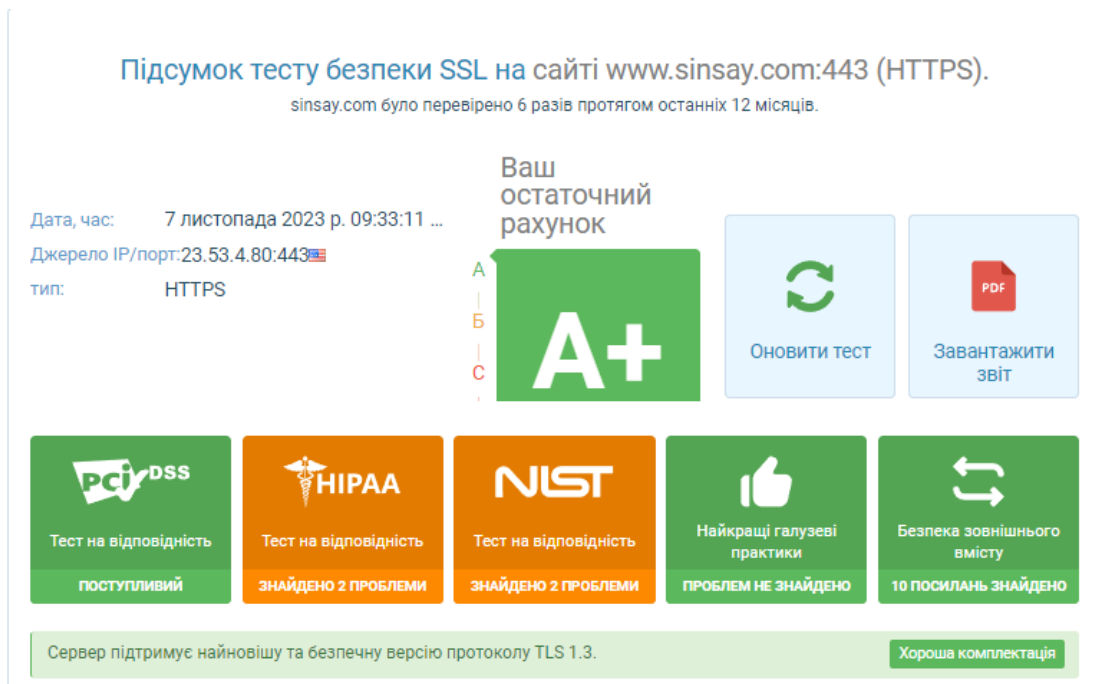 Підсумок тесту безпеки SSL на сайті www.sinsay.com:443 (HTTPS).
sinsay.com було перевірено 6 разів протягом останніх 12 місяців.
Дата, час: 7 листопада 2023 р. 09:33:11 ...
Джерело IP/порт:23.53.4.80:443
тип: HTTPS
Ваш
остаточний
рахунок
А
Б
С
A+
Оновити тест
PDF
Завантажити
звіт
PCI DSS
Тест на відповідність
ПОСТУПЛИВИЙ
HIPAA
Тест на відповідність
ЗНАЙДЕНО 2 ПРОБЛЕМИ
NIST
Тест на відповідність
ЗНАЙДЕНО 2 ПРОБЛЕМИ
Найкращі галузеві
практики
ПРОБЛЕМ НЕ ЗНАЙДЕНО
Безпека зовнішнього
вмісту
10 ПОСИЛАНЬ ЗНАЙДЕНО
Сервер підтримує найновішу та безпечну версію протоколу TLS 1.3.
Хороша комплектація